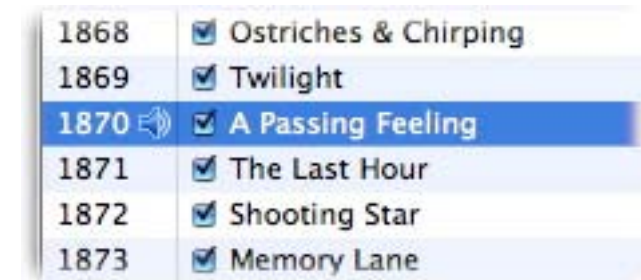 1868 Ostriches & Chirping
1869 Twilight
1870 A Passing Feeling
1871 The Last Hour
1872 Shooting Star
1873 Memory Lane